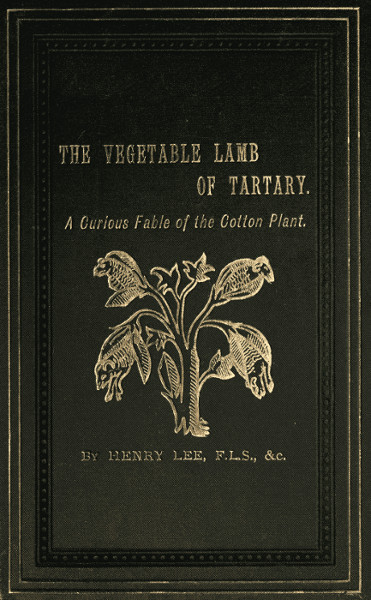 THE VEGETABLE LAMB
OF TARTARY.
A Curious Fable of the Cotton Plant.
By HENRY LEE, F.L.S., &c.